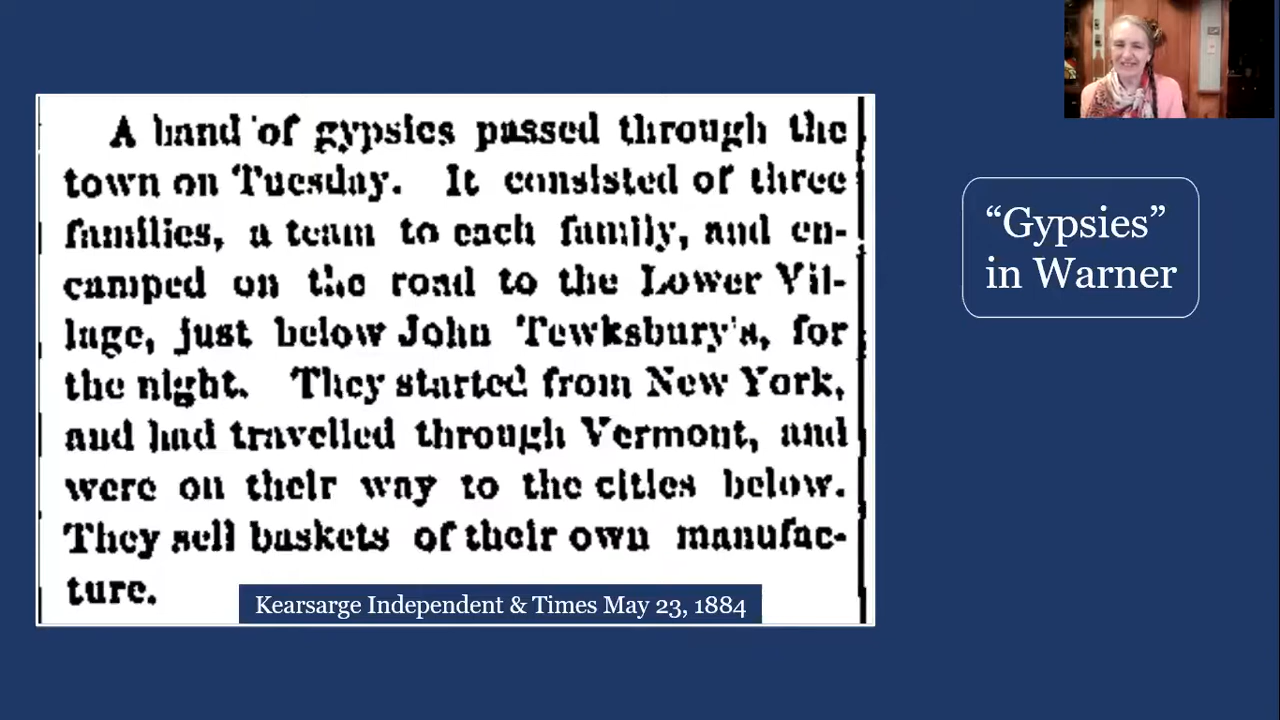 A band of gypsies passed through the
town on Tuesday. It consisted of three
families, a team to each family, and en-
camped on the road to the Lower Vil-
lage, just below John Tewksbury's, for
the night. They started from New York,
and had travelled through Vermont, and
were on their way to the cities below.
They sell baskets of their own manufac-
ture.
Kearsarge Independent & Times May 23, 1884
“Gypsies”
in Warner